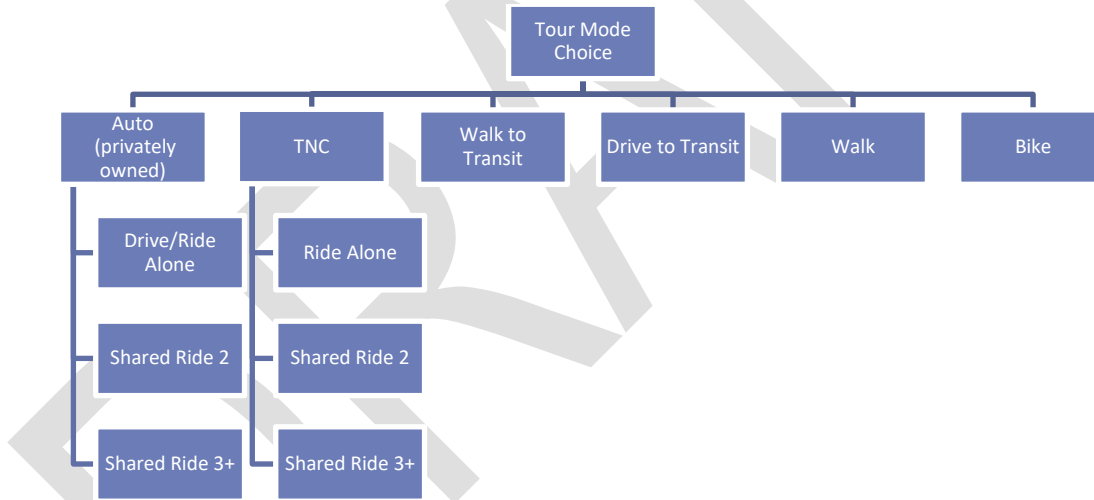 Tour Mode
Choice
Auto
(privately
owned)
TNC
Walk to
Transit
Drive to Transit
Walk
Bike
Drive/Ride
Alone
Ride Alone
Shared Ride 2
Shared Ride 2
Shared Ride 3+
Shared Ride 3+